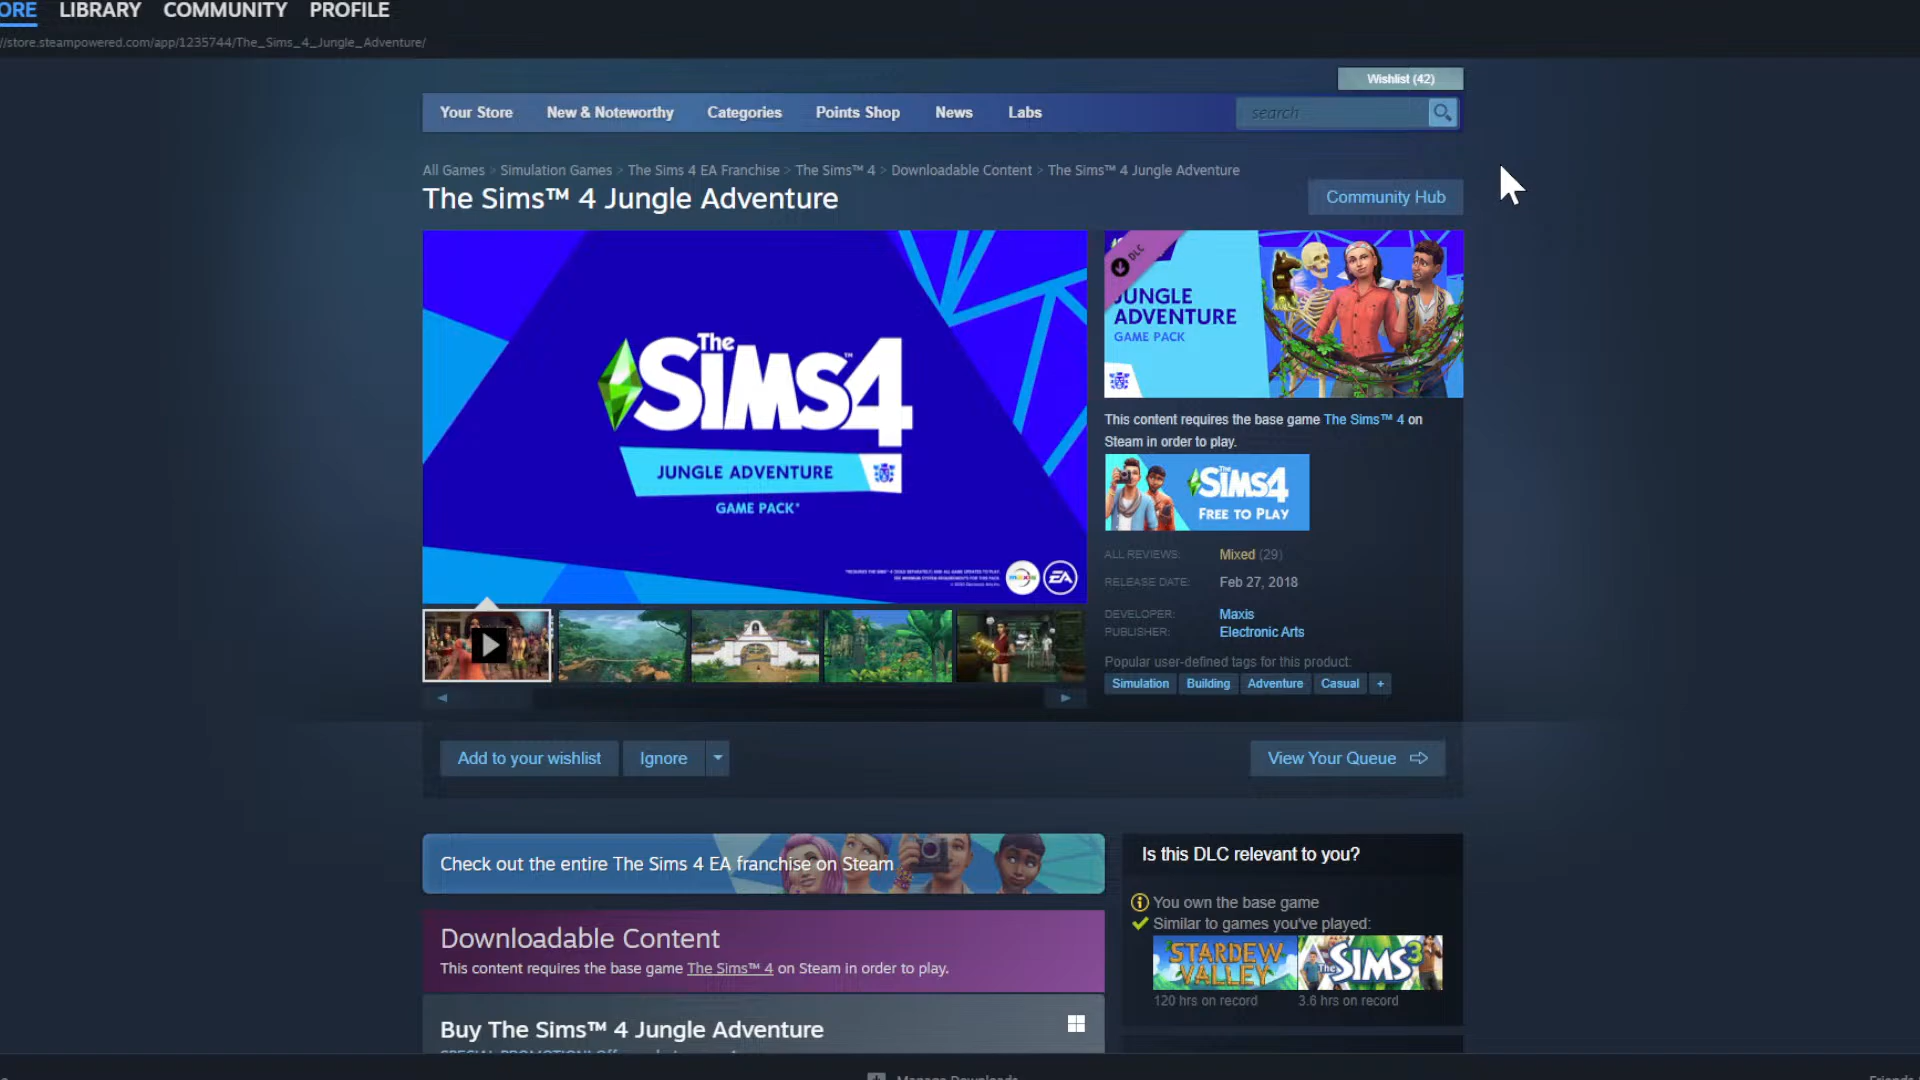 ORE LIBRARY COMMUNITY PROFILE
//store.steampowered.com/app/1235744/The_Sims_4_Jungle_Adventure/
Wishlist (42)
Your Store New & Noteworthy Categories Points Shop News Labs search
All Games > Simulation Games > The Sims 4 EA Franchise > The Sims™ 4 > Downloadable Content > The Sims™ 4 Jungle Adventure
The Sims™ 4 Jungle Adventure
Community Hub
The
SiMS4
JUNGLE ADVENTURE
GAME PACK*
maxis EA
DLC
JUNGLE
ADVENTURE
GAME PACK
This content requires the base game The Sims™ 4 on
Steam in order to play.
The
SiMS4
FREE TO PLAY
ALL REVIEWS: Mixed (29)
RELEASE DATE: Feb 27, 2018
DEVELOPER: Maxis
PUBLISHER: Electronic Arts
Popular user-defined tags for this product:
Simulation Building Adventure Casual +
Add to your wishlist Ignore View Your Queue
Check out the entire The Sims 4 EA franchise on Steam
Downloadable Content
This content requires the base game The Sims™ 4 on Steam in order to play.
Buy The Sims™ 4 Jungle Adventure
Is this DLC relevant to you?
You own the base game
Similar to games you've played:
STARDEW
VALLEY
The SiMS3
120 hrs on record 3.6 hrs on record